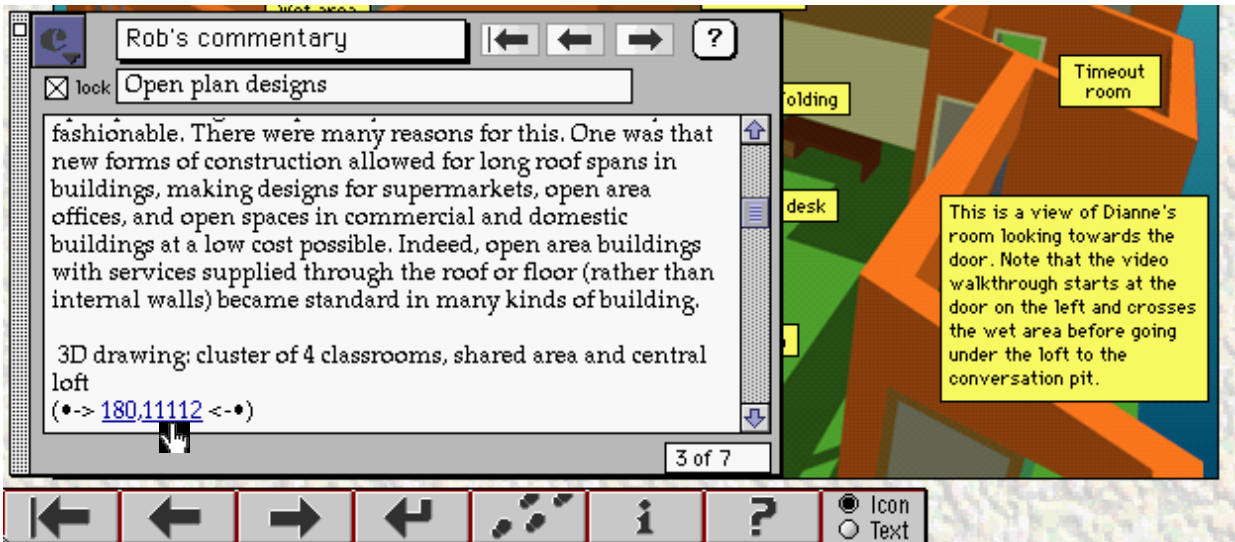 Wet area
Rob's commentary
?
lock
Open plan designs
fashionable. There were many reasons for this. One was that
new forms of construction allowed for long roof spans in
buildings, making designs for supermarkets, open area
offices, and open spaces in commercial and domestic
buildings at a low cost possible. Indeed, open area buildings
with services supplied through the roof or floor (rather than
internal walls) became standard in many kinds of building.
3D drawing: cluster of 4 classrooms, shared area and central
loft
(•-> 180,11112 <-•)
3 of 7
Timeout
room
folding
desk
This is a view of Dianne's
room looking towards the
door. Note that the video
walkthrough starts at the
door on the left and crosses
the wet area before going
under the loft to the
conversation pit.
i
?
Icon
Text